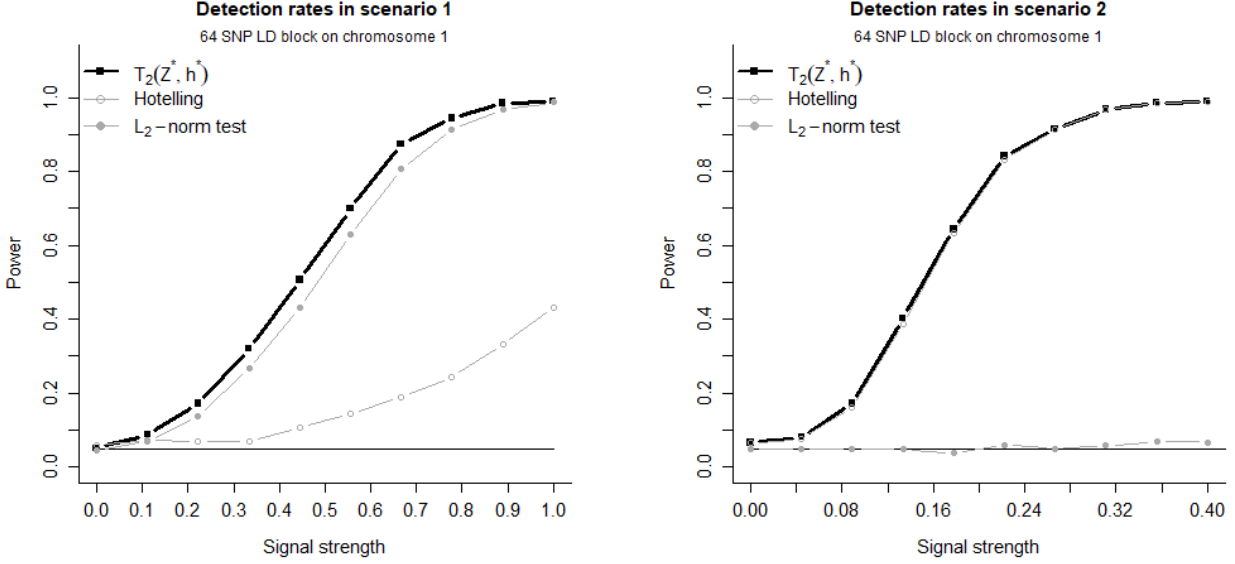 Detection rates in scenario 1
64 SNP LD block on chromosome 1
T₂(Z*, h*)
Hotelling
L₂−norm test
Power
0.0 0.2 0.4 0.6 0.8 1.0
0.0 0.1 0.2 0.3 0.4 0.5 0.6 0.7 0.8 0.9 1.0
Signal strength
Detection rates in scenario 2
64 SNP LD block on chromosome 1
T₂(Z*, h*)
Hotelling
L₂−norm test
Power
0.0 0.2 0.4 0.6 0.8 1.0
0.00 0.08 0.16 0.24 0.32 0.40
Signal strength